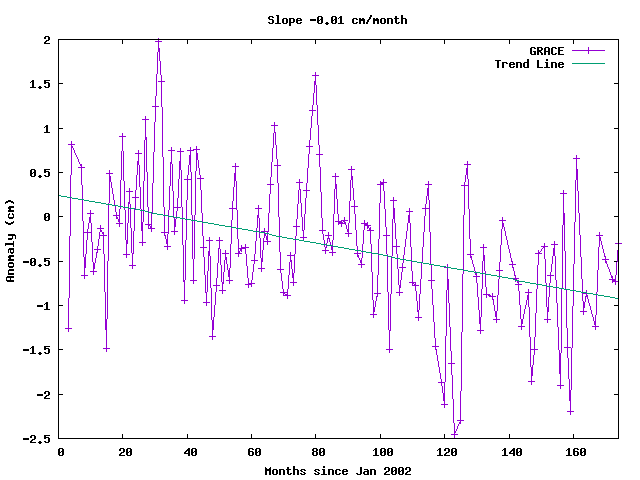 Slope -0.01 cm/month
GRACE
Trend Line
2
1.5
1
0.5
0
-0.5
-1
-1.5
-2
-2.5
Anomaly (cm)
0 20 40 60 80 100 120 140 160
Months since Jan 2002